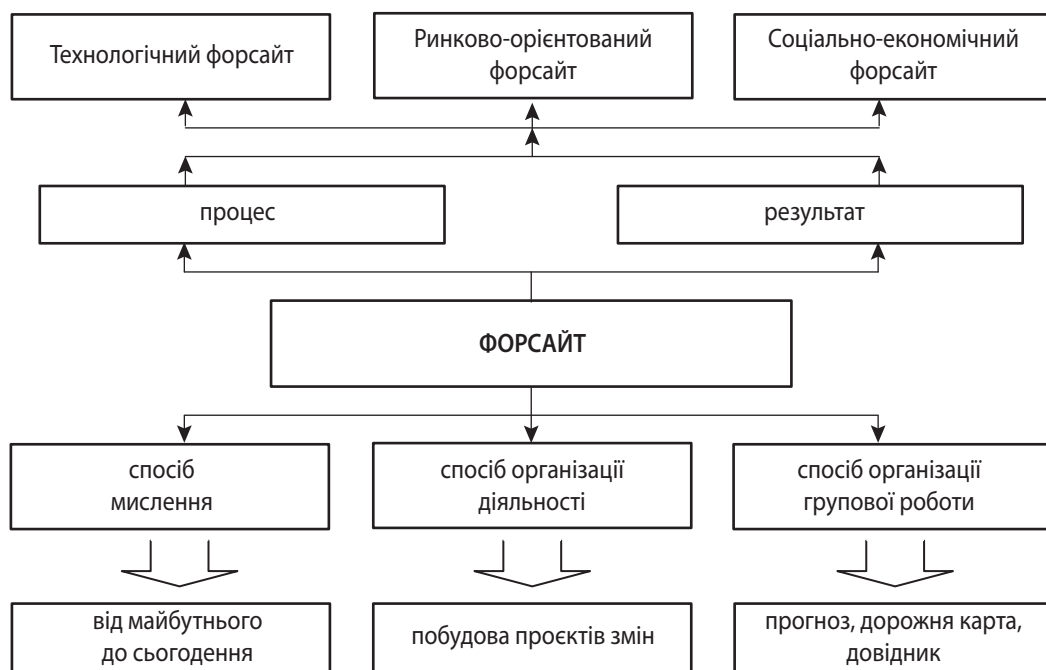 Технологічний форсайт
Ринково-орієнтований
форсайт
Соціально-економічний
форсайт
процес
результат
ФОРСАЙТ
спосіб
мислення
спосіб організації
діяльності
спосіб організації
групової роботи
від майбутнього
до сьогодення
побудова проєктів змін
прогноз, дорожня карта,
довідник